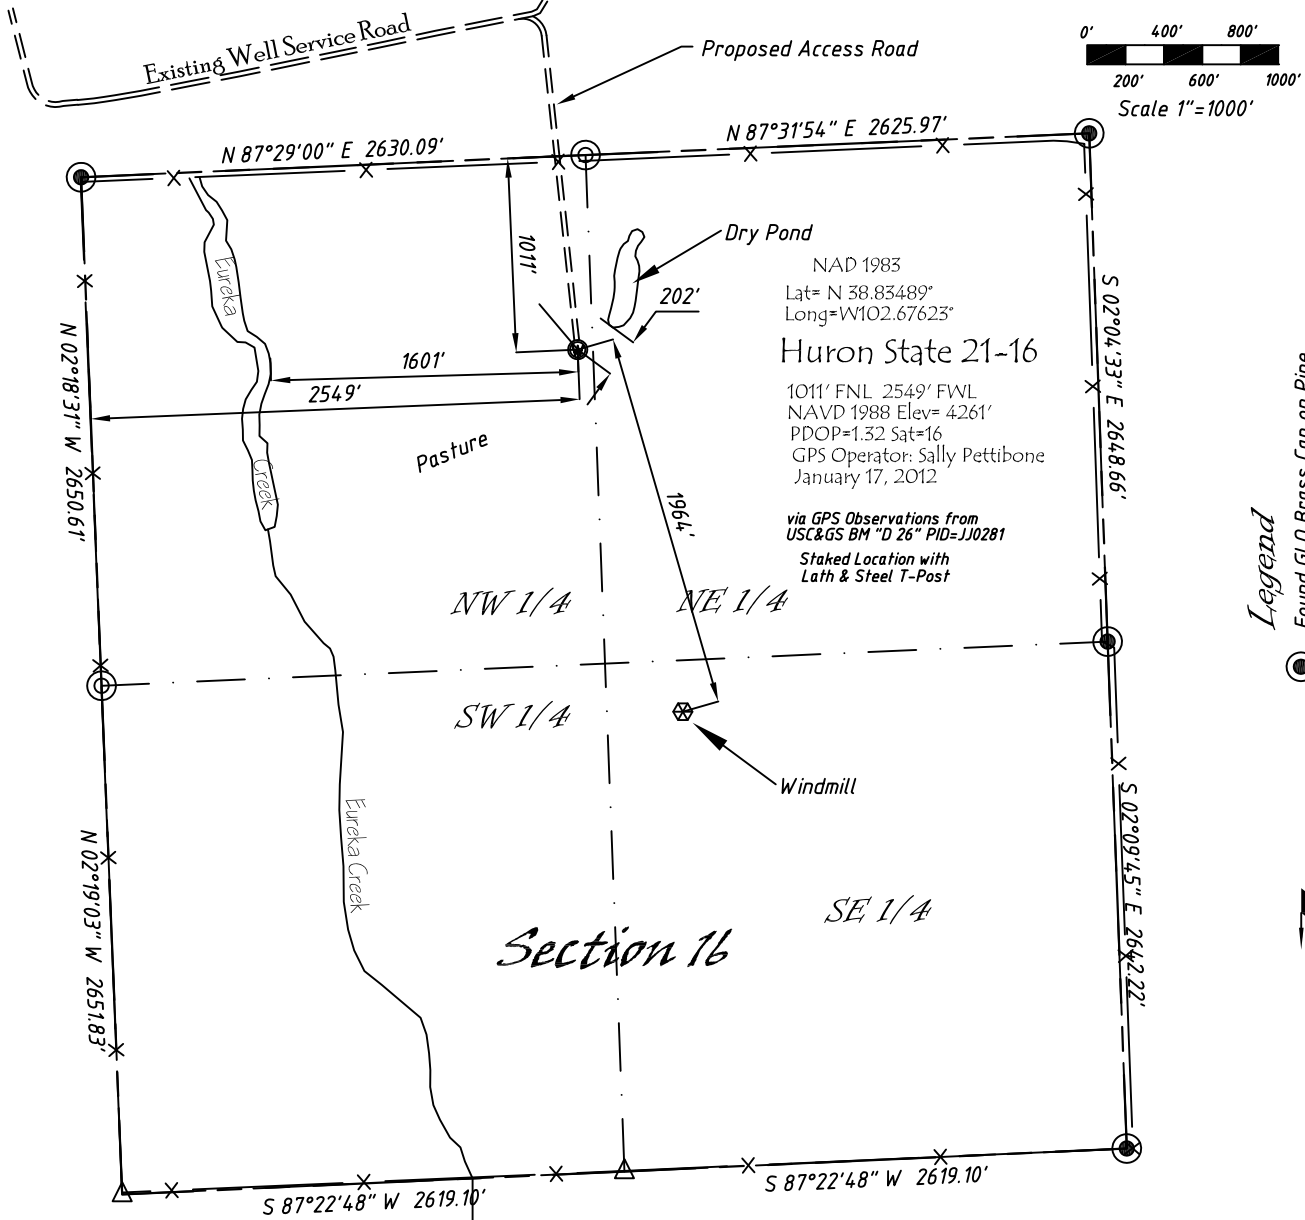 Existing Well Service Road
Proposed Access Road
0' 400' 800'
200' 600' 1000'
Scale 1"=1000'
N 87°29'00" E 2630.09'
N 87°31'54" E 2625.97'
1011'
Dry Pond
202'
Eureka
Creek
1601'
2549'
Pasture
NAD 1983
Lat= N 38.83489°
Long=W102.67623°
Huron State 21-16
1011' FNL 2549' FWL
NAVD 1988 Elev= 4261'
PDOP=1.32 Sat=16
GPS Operator: Sally Pettibone
January 17, 2012
via GPS Observations from
USC&GS BM "D 26" PID=JJ0281
Staked Location with
Lath & Steel T-Post
N 02°18'31" W 2650.61'
S 02°04'33" E 2648.66'
1964'
NW 1/4
NE 1/4
SW 1/4
SE 1/4
Windmill
Eureka Creek
Section 16
N 02°19'03" W 2651.83'
S 02°09'45" E 2642.22'
S 87°22'48" W 2619.10'
S 87°22'48" W 2619.10'
Legend
Found GLO Brass Cap on Pipe